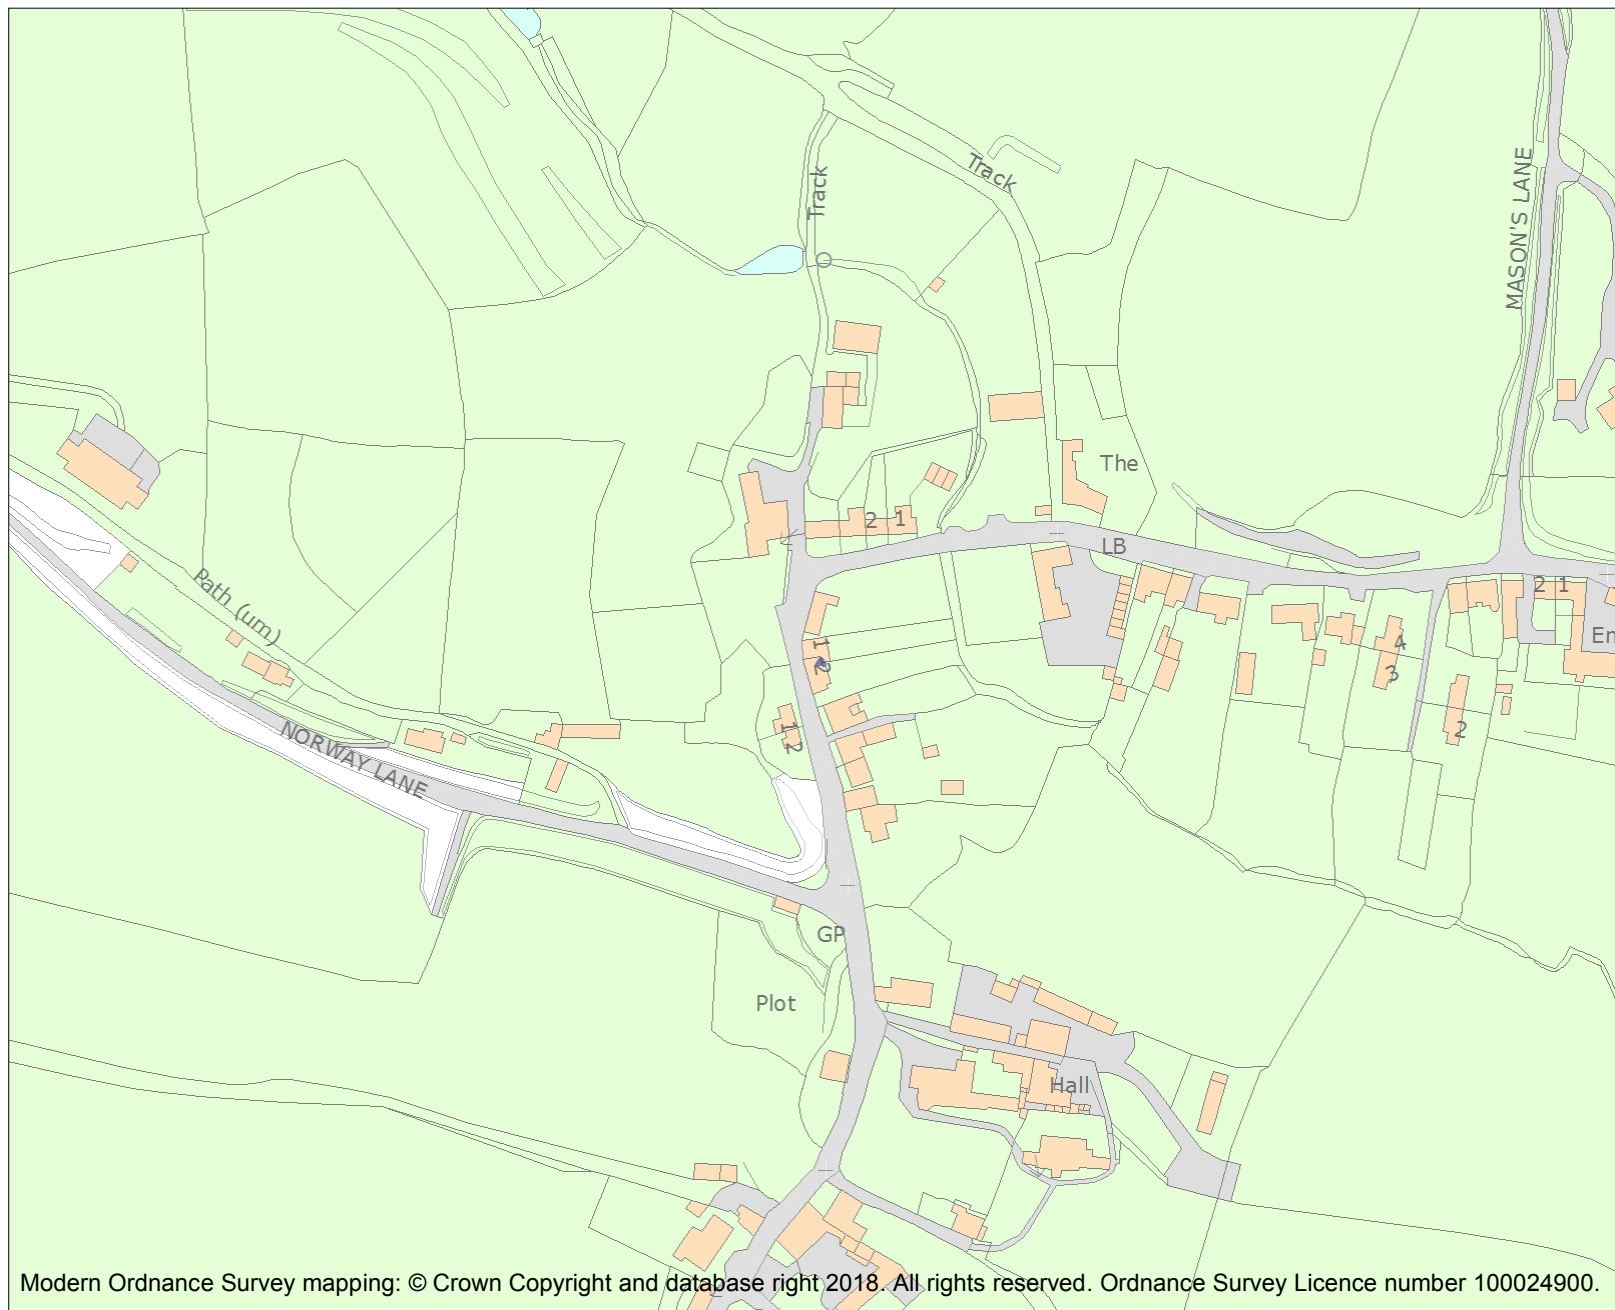 Track
Track
MASON'S LANE
The
2 1
LB
Path (um)
2 1
En
1
2
4
3
2
1
2
NORWAY LANE
GP
Plot
Hall
Modern Ordnance Survey mapping: © Crown Copyright and database right 2018. All rights reserved. Ordnance Survey Licence number 100024900.